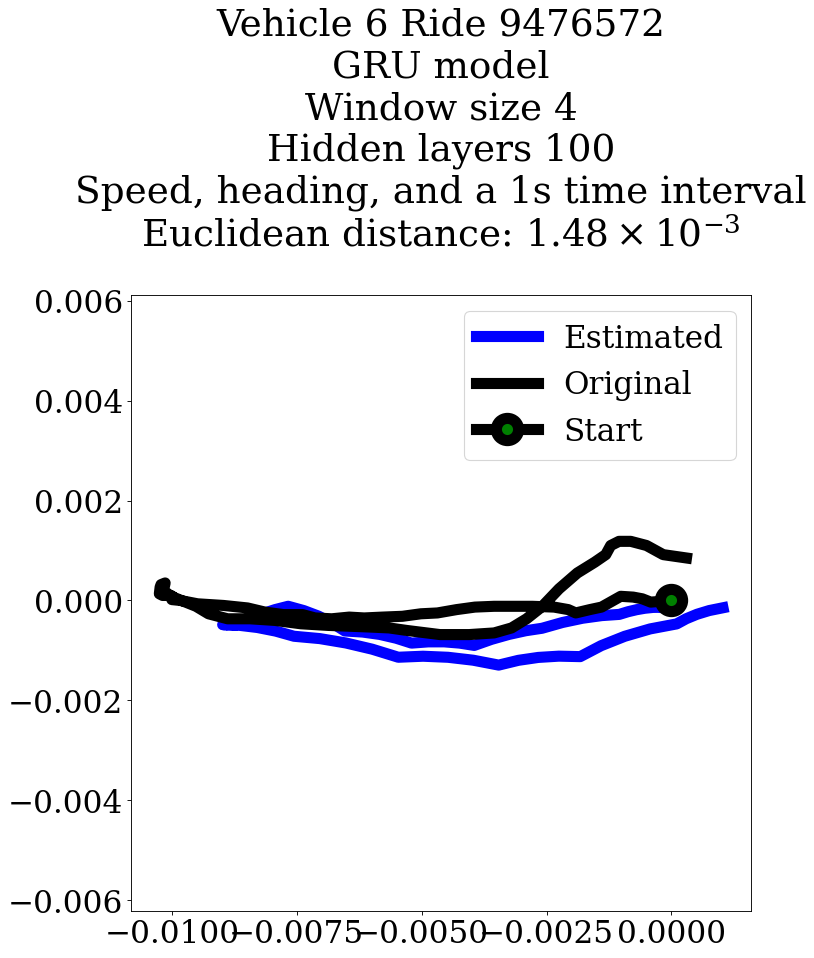 Vehicle 6 Ride 9476572
GRU model
Window size 4
Hidden layers 100
Speed, heading, and a 1s time interval
Euclidean distance: 1.48 × 10⁻³
Estimated
Original
Start
0.006
0.004
0.002
0.000
−0.002
−0.004
−0.006
−0.0100 −0.0075 −0.0050 −0.0025 0.0000